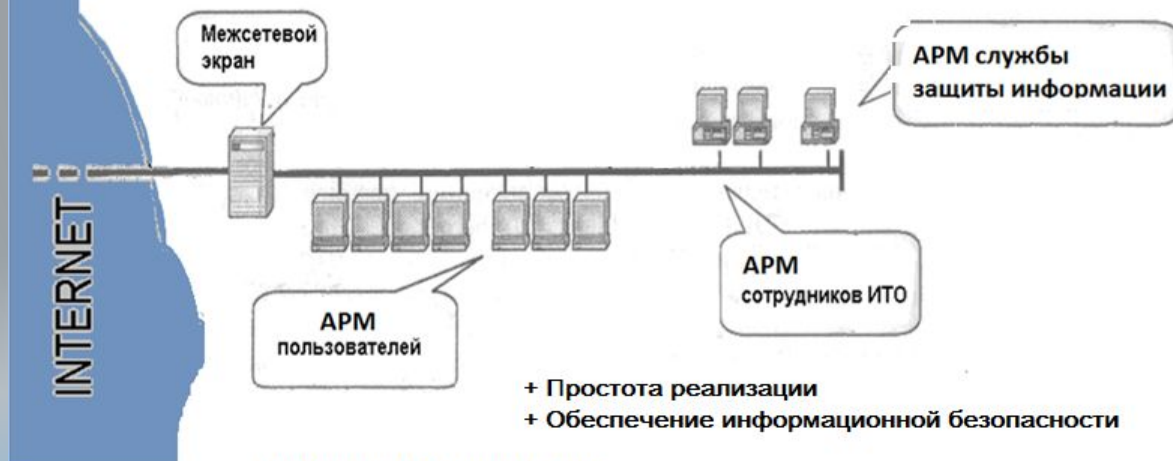 Межсетевой
экран
АРМ службы
защиты информации
INTERNET
АРМ
сотрудников ИТО
АРМ
пользователей
+ Простота реализации
+ Обеспечение информационной безопасности